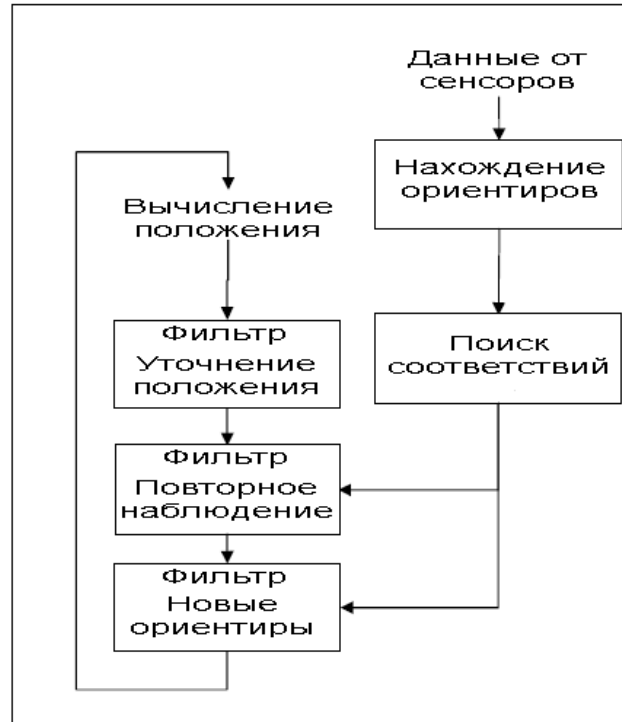 Данные от
сенсоров
Нахождение
ориентиров
Вычисление
положения
Фильтр
Уточнение
положения
Поиск
соответствий
Фильтр
Повторное
наблюдение
Фильтр
Новые
ориентиры